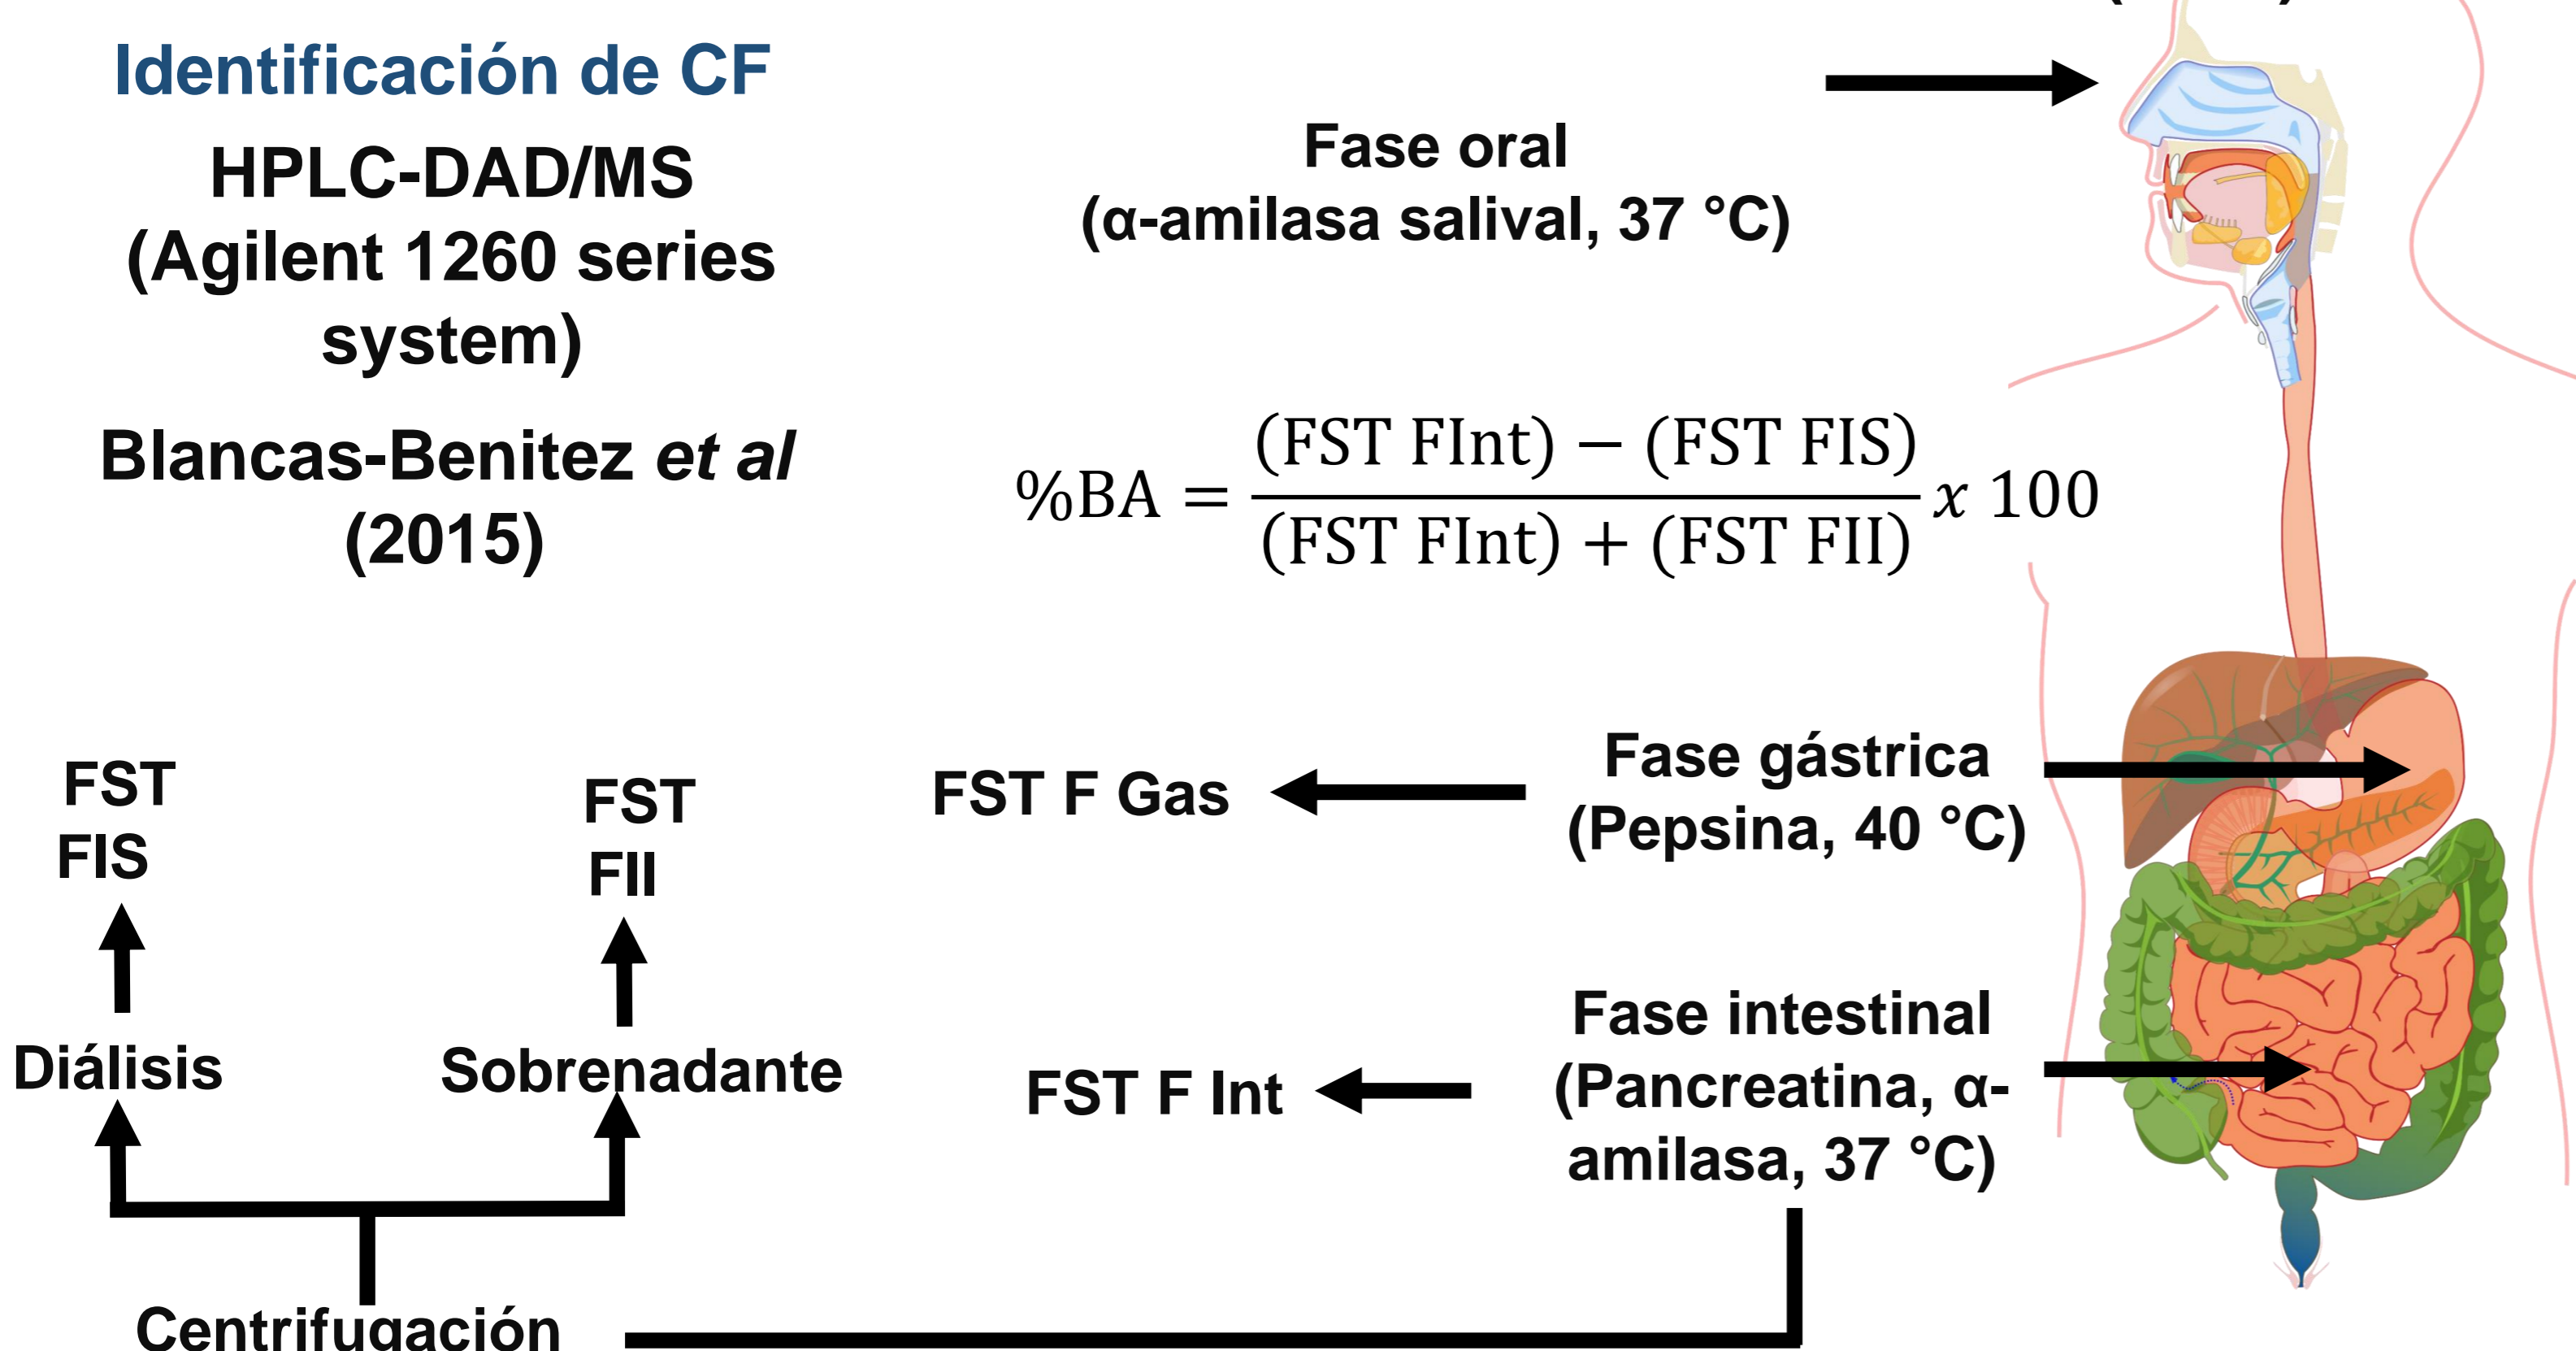 Identificación de CF
HPLC-DAD/MS
(Agilent 1260 series
system)
Blancas-Benitez et al
(2015)
Fase oral
(α-amilasa salival, 37 °C)
%BA = (FST FInt) − (FST FIS) / (FST FInt) + (FST FII) x 100
Fase gástrica
(Pepsina, 40 °C)
FST F Gas
Fase intestinal
(Pancreatina, α-
amilasa, 37 °C)
FST F Int
FST
FIS
FST
FII
Diálisis
Sobrenadante
Centrifugación